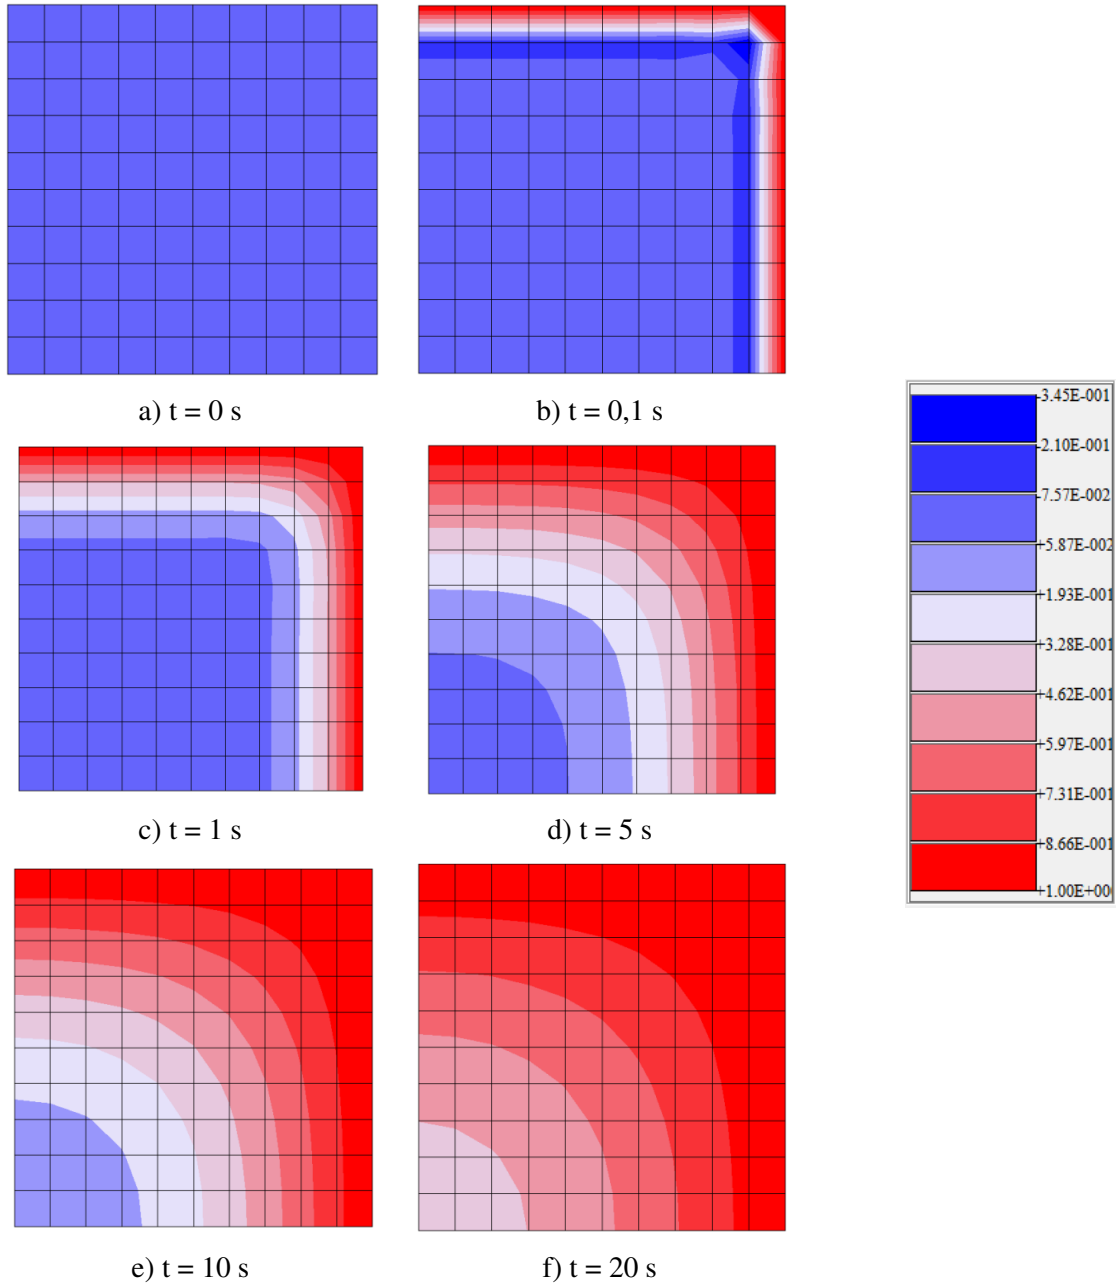 a) t = 0 s
b) t = 0,1 s
-3.45E-001
-2.10E-001
-7.57E-002
+5.87E-002
+1.93E-001
+3.28E-001
+4.62E-001
+5.97E-001
+7.31E-001
+8.66E-001
+1.00E+00
c) t = 1 s
d) t = 5 s
e) t = 10 s
f) t = 20 s